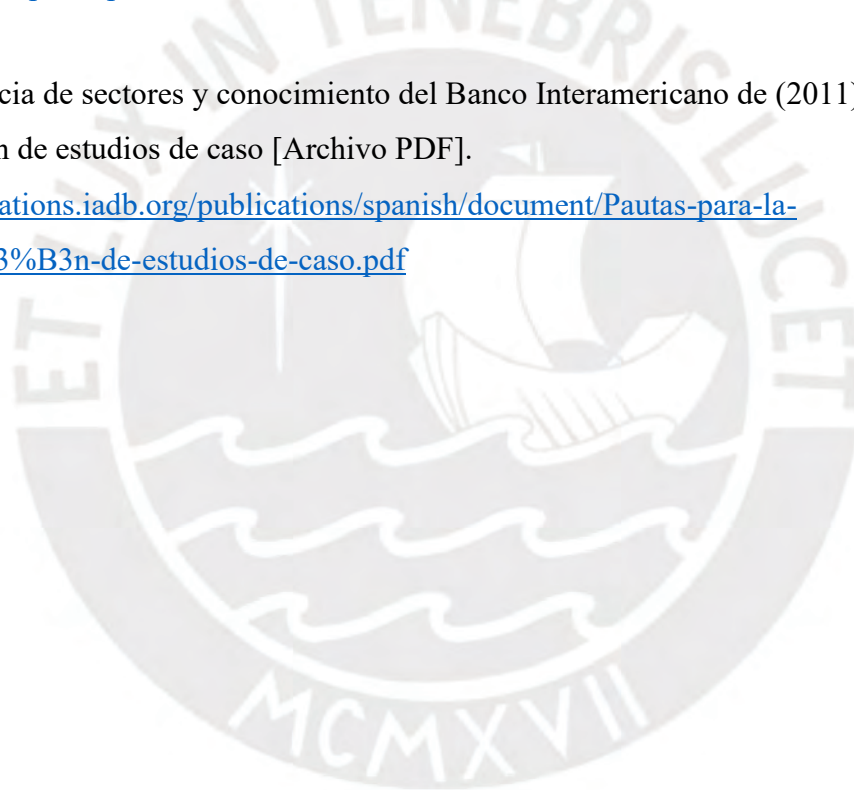 cia de sectores y conocimiento del Banco Interamericano de (2011)
n de estudios de caso [Archivo PDF].
ations.iadb.org/publications/spanish/document/Pautas-para-la-
3%B3n-de-estudios-de-caso.pdf
ET LUX IN TENEBRIS LUCET
MCMXVII